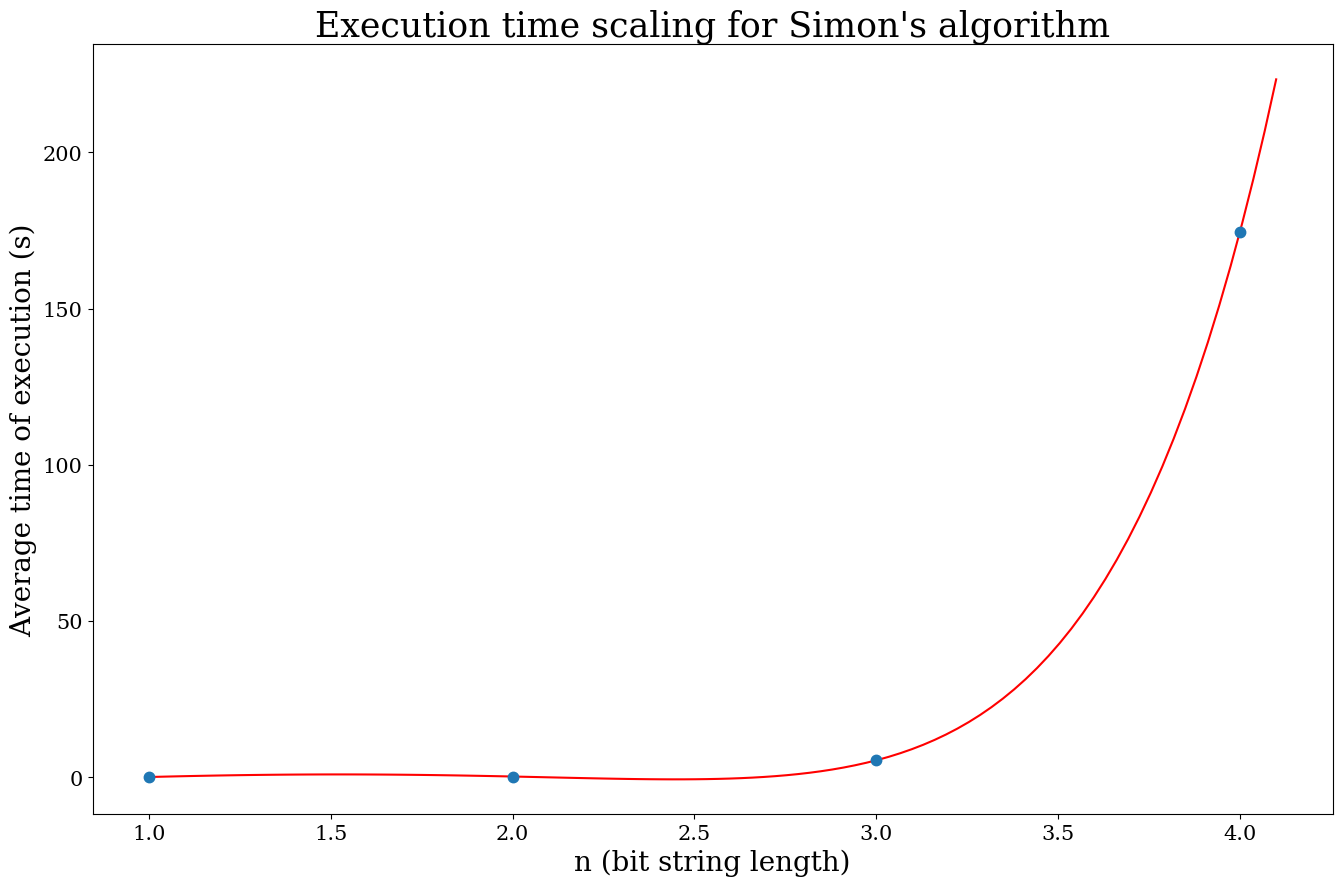 Execution time scaling for Simon's algorithm
Average time of execution (s)
200
150
100
50
0
1.0 1.5 2.0 2.5 3.0 3.5 4.0
n (bit string length)